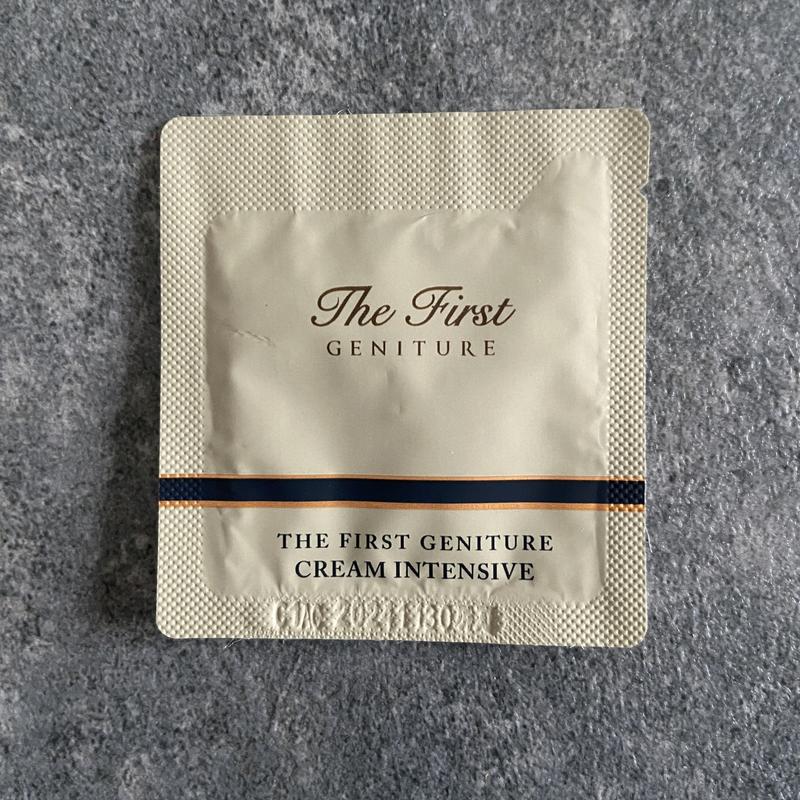 The First
GENITURE
THE FIRST GENITURE
CREAM INTENSIVE